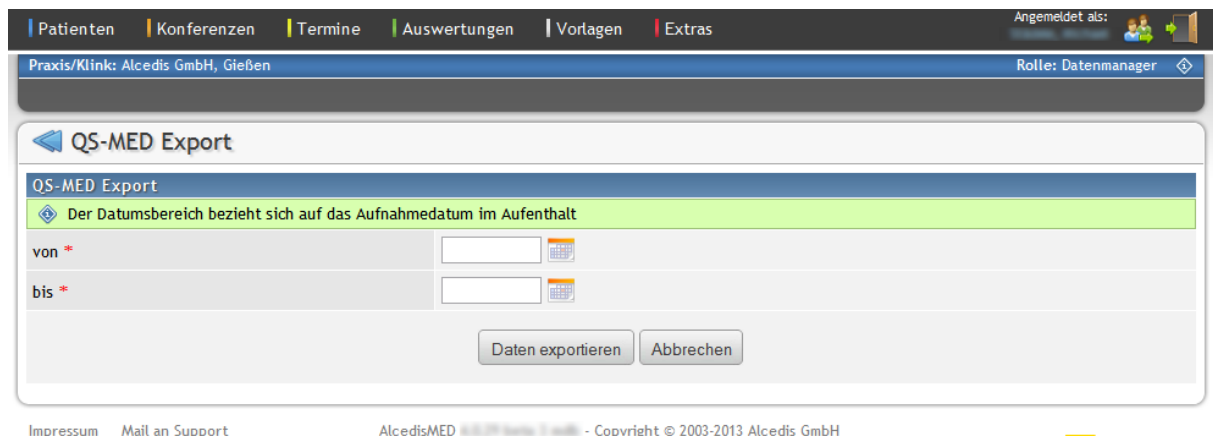 Patienten Konferenzen Termine Auswertungen Vorlagen Extras Angemeldet als:
Praxis/Klink: Alcedis GmbH, Gießen Rolle: Datenmanager
QS-MED Export
QS-MED Export
Der Datumsbereich bezieht sich auf das Aufnahmedatum im Aufenthalt
von *
bis *
Daten exportieren Abbrechen
Impressum Mail an Support AlcedisMED - Copyright © 2003-2013 Alcedis GmbH